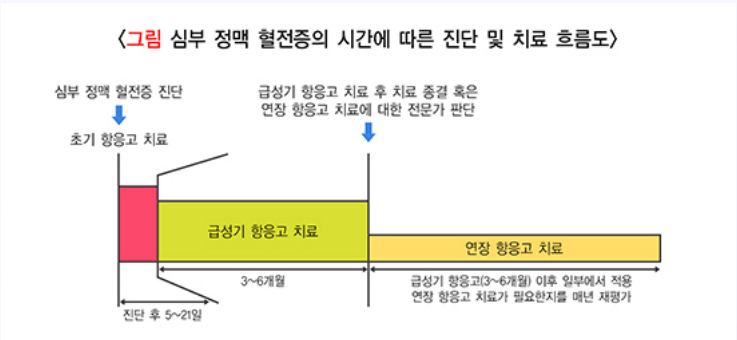 <그림 심부 정맥 혈전증의 시간에 따른 진단 및 치료 흐름도>
심부 정맥 혈전증 진단
초기 항응고 치료
급성기 항응고 치료 후 치료 종결 혹은
연장 항응고 치료에 대한 전문가 판단
급성기 항응고 치료
연장 항응고 치료
3~6개월
진단 후 5~21일
급성기 항응고(3~6개월) 이후 일부에서 적용
연장 항응고 치료가 필요한지를 매년 재평가